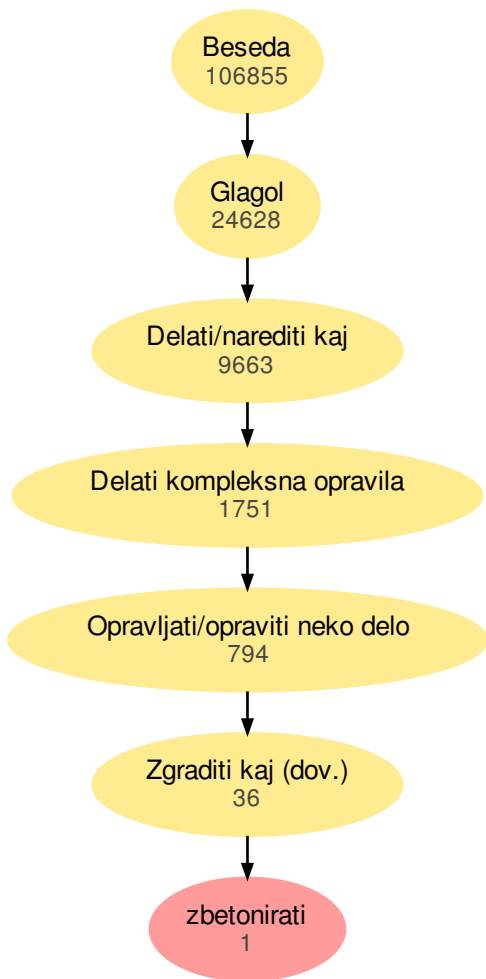 Beseda
106855
Glagol
24628
Delati/narediti kaj
9663
Delati kompleksna opravila
1751
Opravljati/opraviti neko delo
794
Zgraditi kaj (dov.)
36
zbetonirati
1